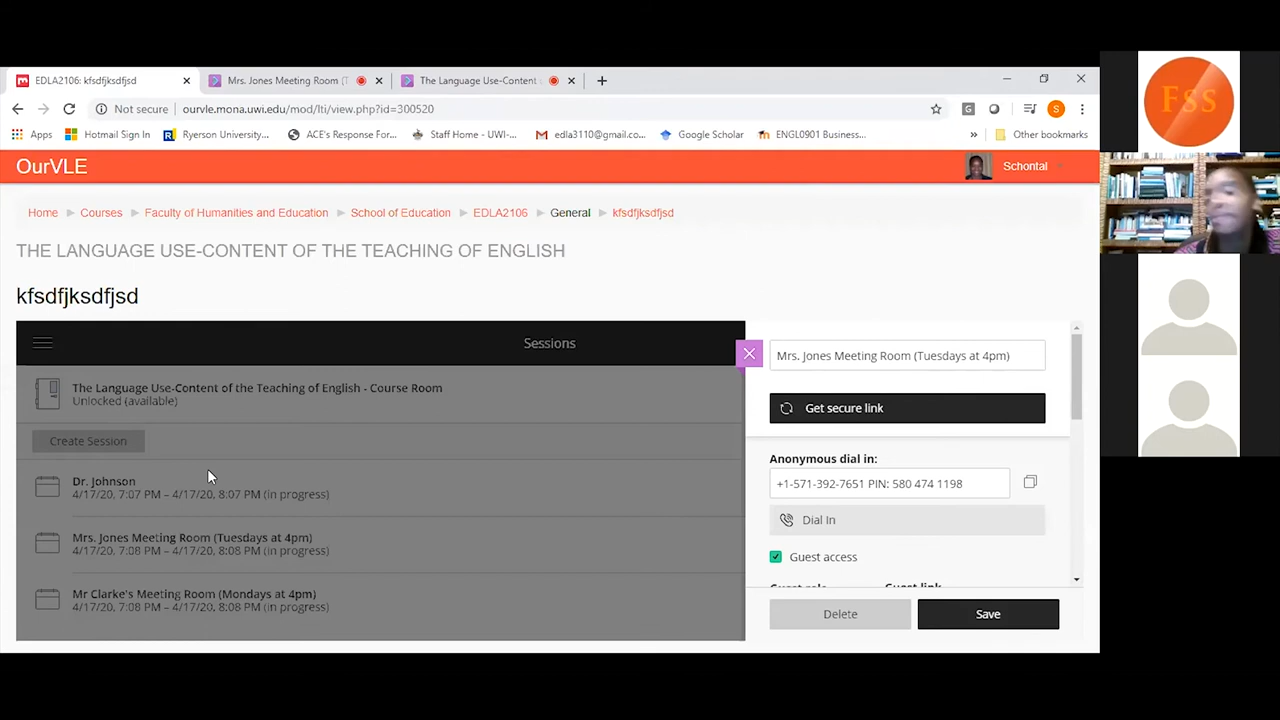 EDLA2106: kfsdfjksdfjsd
Mrs. Jones Meeting Room (T
The Language Use-Content
Not secure
ourvle.mona.uwi.edu/mod/lti/view.php?id=300520
Apps
Hotmail Sign In
Ryerson University...
ACE's Response For...
Staff Home - UWI-...
edla3110@gmail.co...
Google Scholar
ENGL0901 Business...
»
Other bookmarks
OurVLE
Schontal
Home
Courses
Faculty of Humanities and Education
School of Education
EDLA2106
General
kfsdfjksdfjsd
THE LANGUAGE USE-CONTENT OF THE TEACHING OF ENGLISH
kfsdfjksdfjsd
Sessions
The Language Use-Content of the Teaching of English - Course Room
Unlocked (available)
Create Session
Dr. Johnson
4/17/20, 7:07 PM – 4/17/20, 8:07 PM (in progress)
Mrs. Jones Meeting Room (Tuesdays at 4pm)
4/17/20, 7:08 PM – 4/17/20, 8:08 PM (in progress)
Mr Clarke's Meeting Room (Mondays at 4pm)
4/17/20, 7:08 PM – 4/17/20, 8:08 PM (in progress)
Mrs. Jones Meeting Room (Tuesdays at 4pm)
Get secure link
Anonymous dial in:
+1-571-392-7651 PIN: 580 474 1198
Dial In
Guest access
Guest role
Guest link
Delete
Save
FSS
S